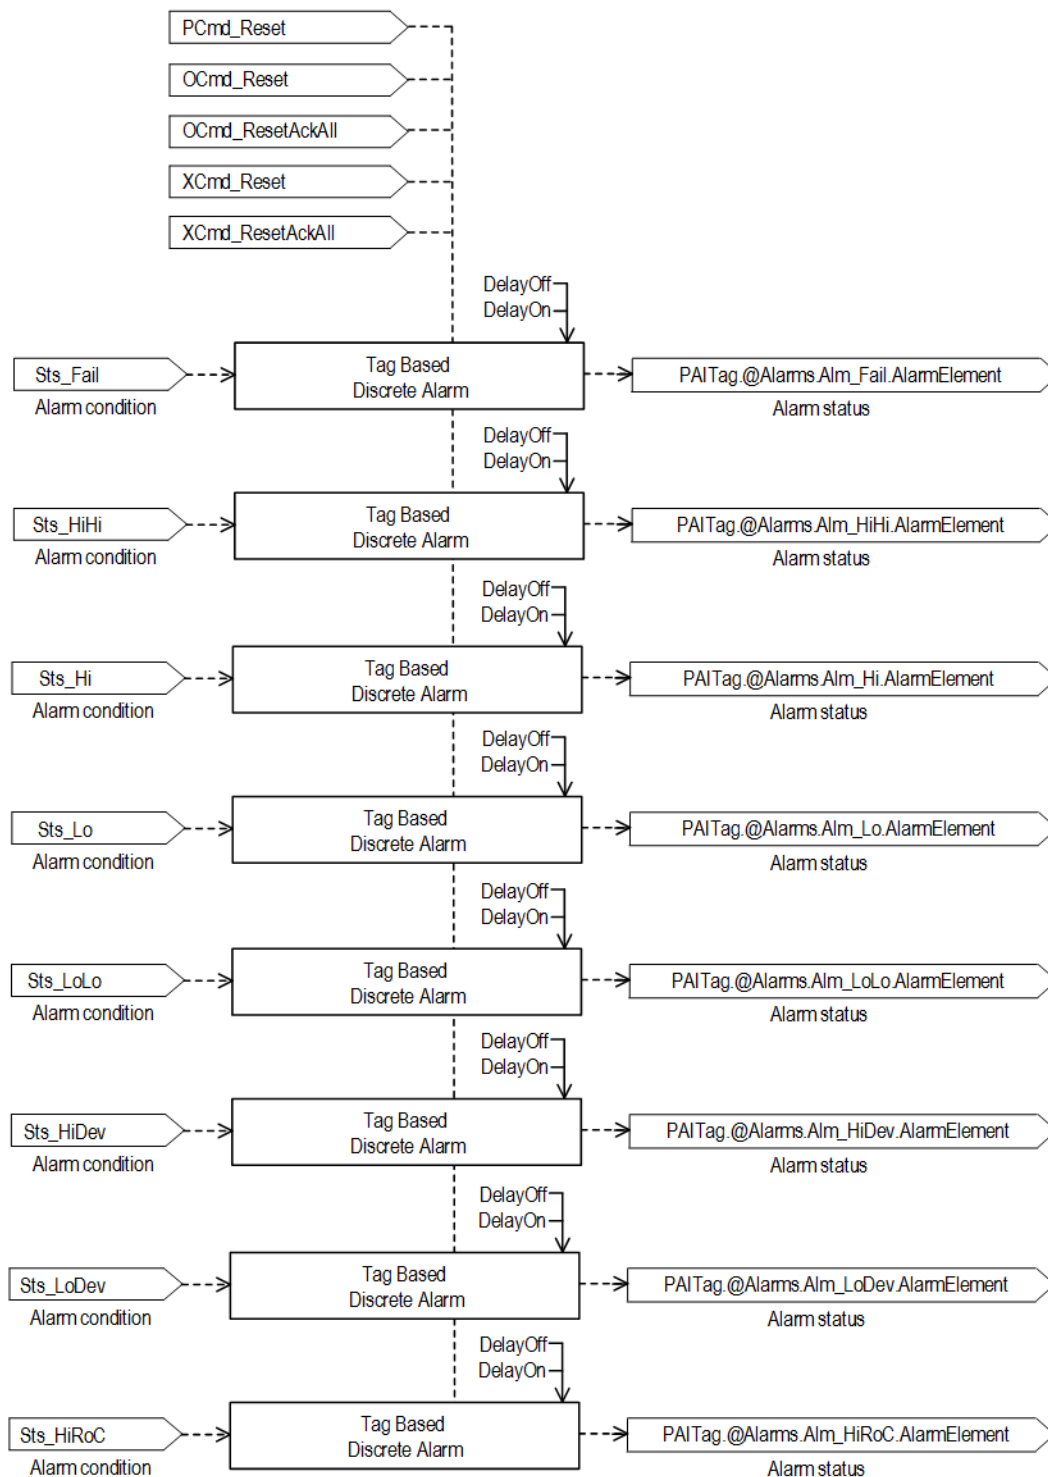 PCmd_Reset
OCmd_Reset
OCmd_ResetAckAll
XCmd_Reset
XCmd_ResetAckAll
DelayOff
DelayOn
Sts_Fail
Tag Based
Discrete Alarm
PAITag.@Alarms.Alm_Fail.AlarmElement
Alarm condition
Alarm status
DelayOff
DelayOn
Sts_HiHi
Tag Based
Discrete Alarm
PAITag.@Alarms.Alm_HiHi.AlarmElement
Alarm condition
Alarm status
DelayOff
DelayOn
Sts_Hi
Tag Based
Discrete Alarm
PAITag.@Alarms.Alm_Hi.AlarmElement
Alarm condition
Alarm status
DelayOff
DelayOn
Sts_Lo
Tag Based
Discrete Alarm
PAITag.@Alarms.Alm_Lo.AlarmElement
Alarm condition
Alarm status
DelayOff
DelayOn
Sts_LoLo
Tag Based
Discrete Alarm
PAITag.@Alarms.Alm_LoLo.AlarmElement
Alarm condition
Alarm status
DelayOff
DelayOn
Sts_HiDev
Tag Based
Discrete Alarm
PAITag.@Alarms.Alm_HiDev.AlarmElement
Alarm condition
Alarm status
DelayOff
DelayOn
Sts_LoDev
Tag Based
Discrete Alarm
PAITag.@Alarms.Alm_LoDev.AlarmElement
Alarm condition
Alarm status
DelayOff
DelayOn
Sts_HiRoC
Tag Based
Discrete Alarm
PAITag.@Alarms.Alm_HiRoC.AlarmElement
Alarm condition
Alarm status